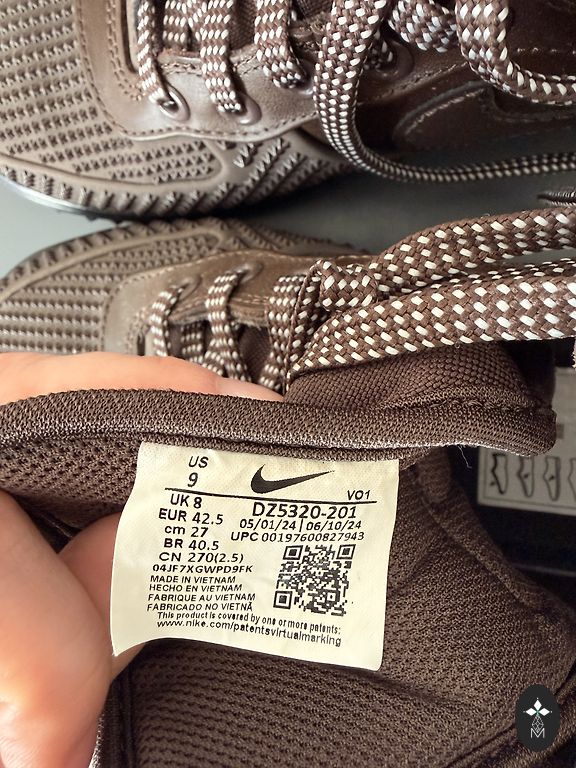 US
9
UK 8
EUR 42.5
cm 27
BR 40.5
CN 270(2.5)
04JF7XGWPD9FK
VO1
DZ5320-201
05/01/24 | 06/10/24
UPC 00197600827943
MADE IN VIETNAM
HECHO EN VIETNAM
FABRIQUE AU VIETNAM
FABRICADO NO VIETNÃ
This product is covered by one or more patents:
www.nike.com/patentsvirtualmarking
M